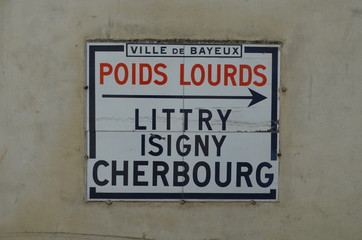 VILLE DE BAYEUX
POIDS LOURDS
LITTRY
ISIGNY
CHERBOURG